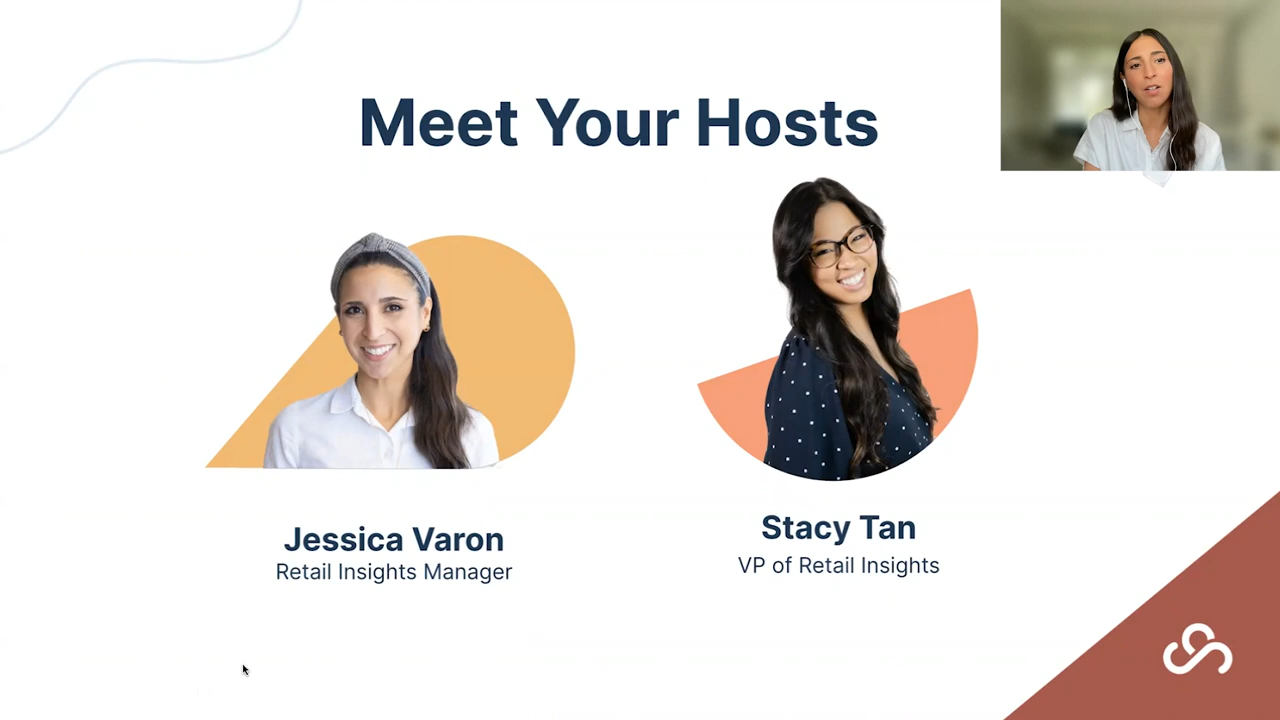 Meet Your Hosts
Jessica Varon
Retail Insights Manager
Stacy Tan
VP of Retail Insights